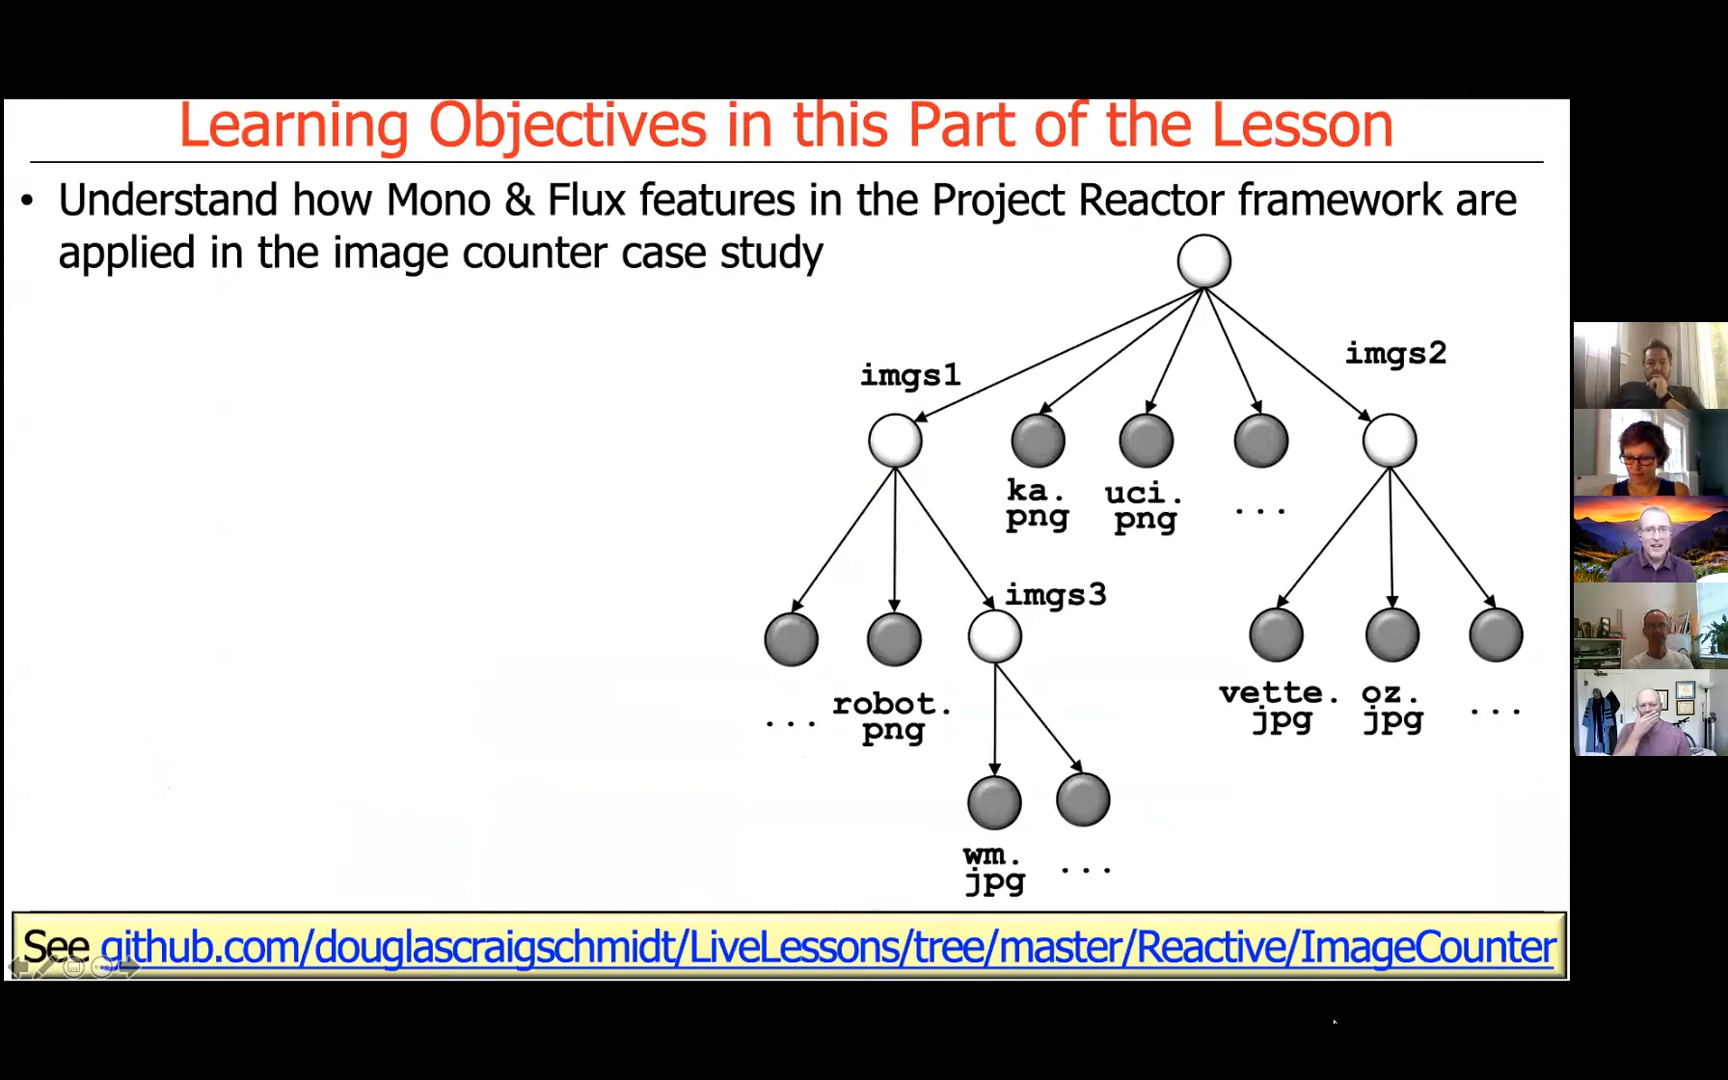 Learning Objectives in this Part of the Lesson
• Understand how Mono & Flux features in the Project Reactor framework are
applied in the image counter case study
imgs1
imgs2
ka.
png
uci.
png
...
imgs3
...
robot.
png
vette.
jpg
oz.
jpg
...
wm.
jpg
...
See github.com/douglascraigschmidt/LiveLessons/tree/master/Reactive/ImageCounter